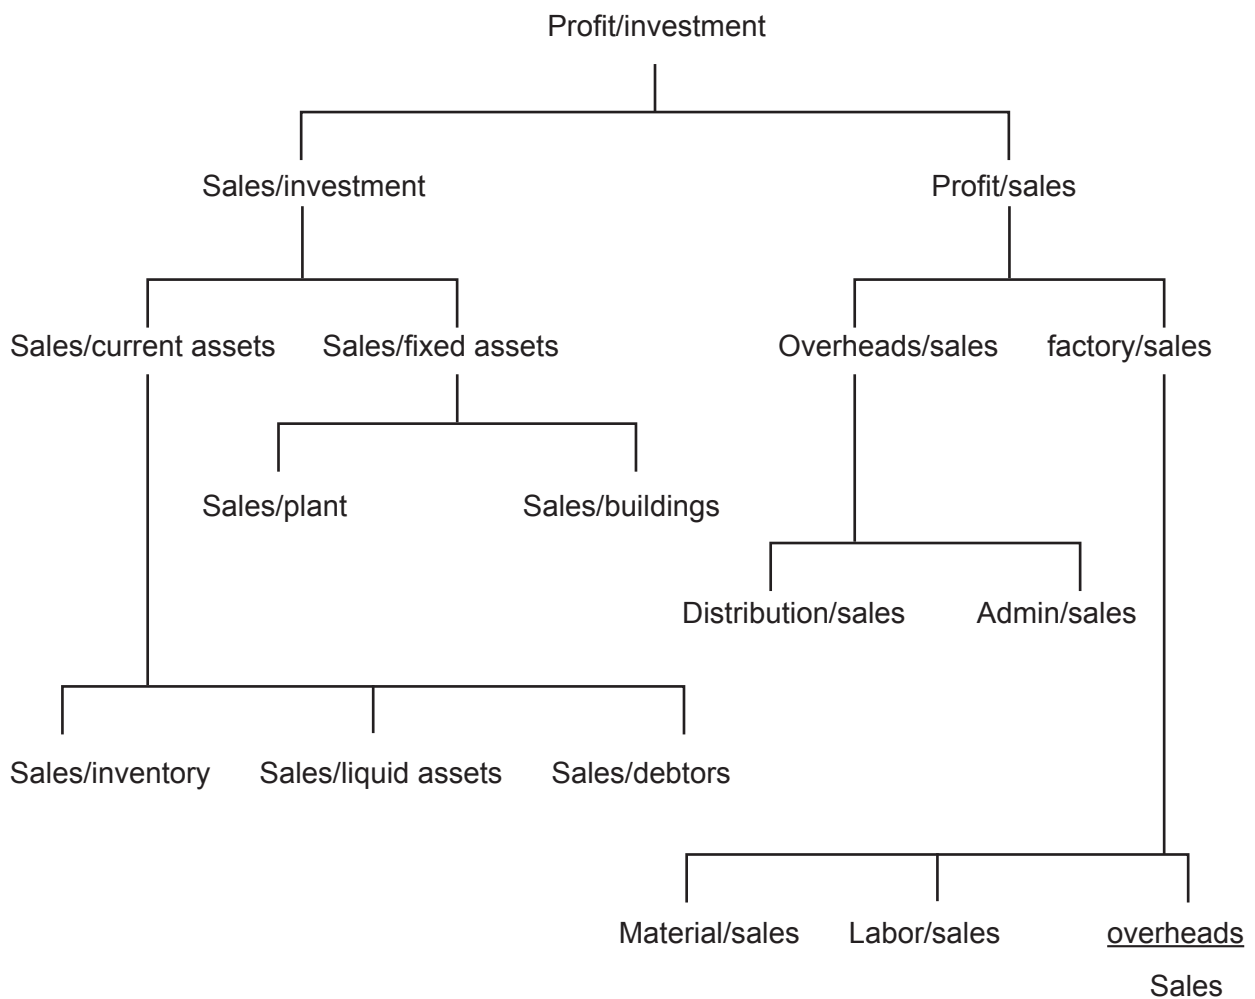 Profit/investment
Sales/investment
Profit/sales
Sales/current assets
Sales/fixed assets
Overheads/sales
factory/sales
Sales/plant
Sales/buildings
Distribution/sales
Admin/sales
Sales/inventory
Sales/liquid assets
Sales/debtors
Material/sales
Labor/sales
overheads
Sales